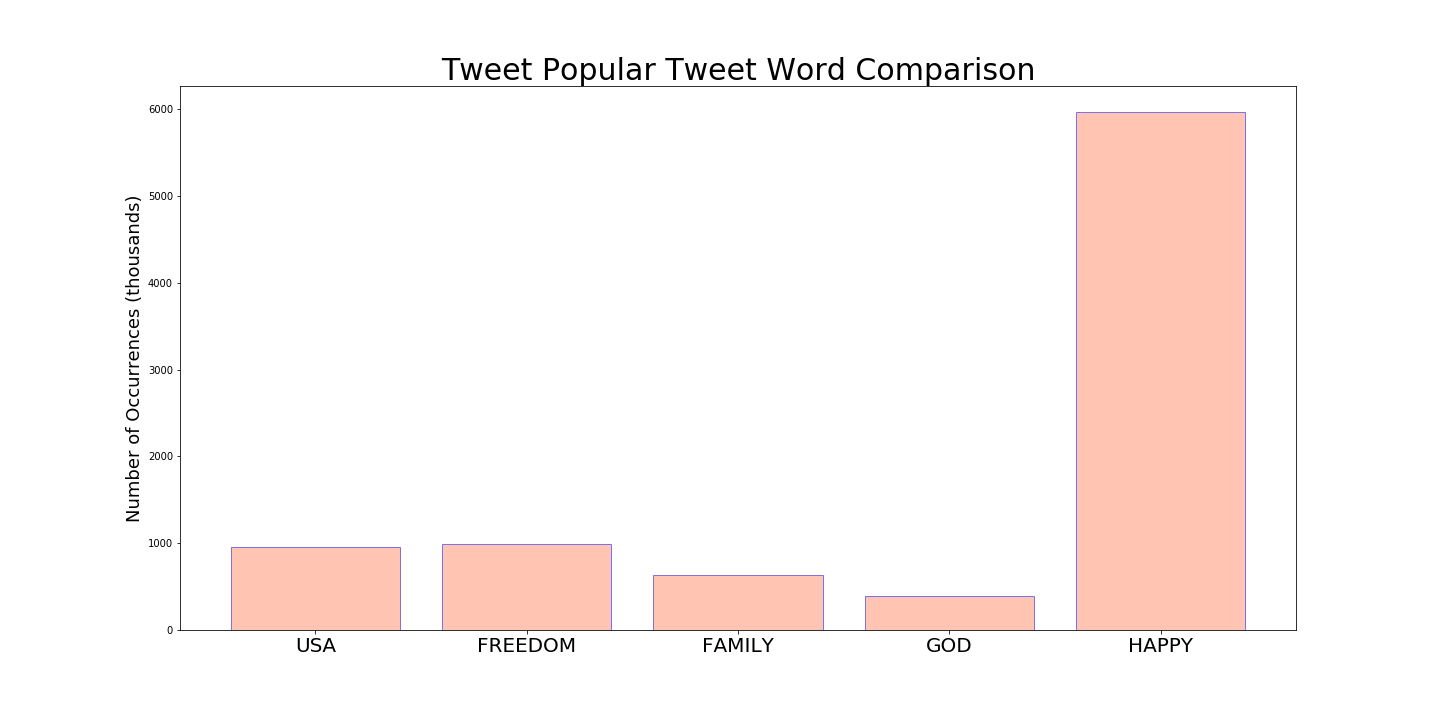 Tweet Popular Tweet Word Comparison
Number of Occurrences (thousands)
6000
5000
4000
3000
2000
1000
0
USA FREEDOM FAMILY GOD HAPPY